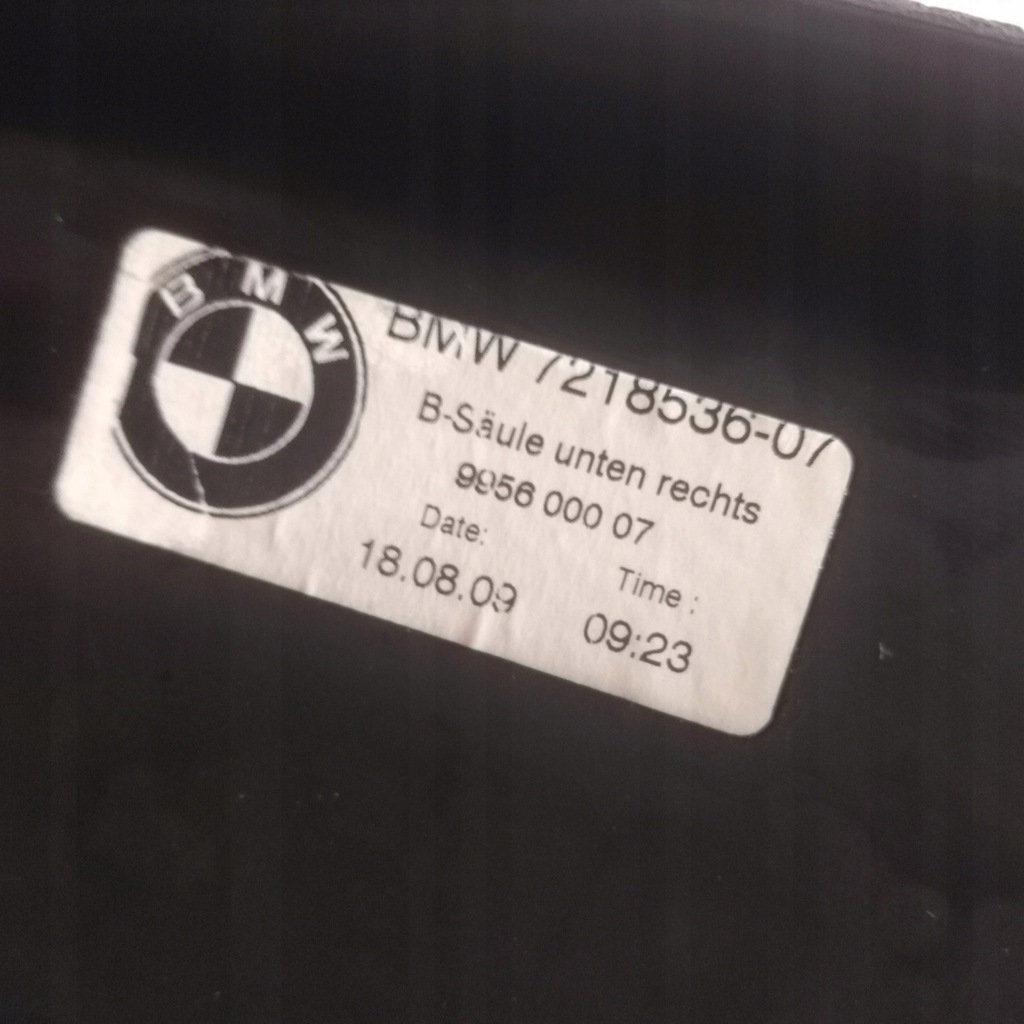 BMW
BMW 7218536-07
B-Säule unten rechts
9956 000 07
Date:
Time :
18.08.09
09:23